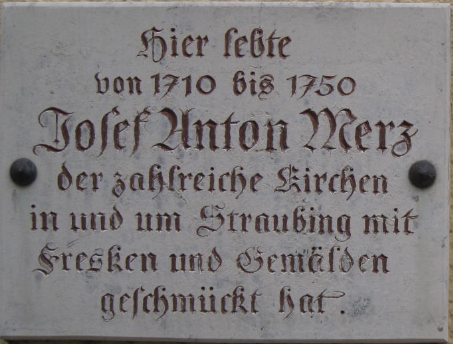 Hier lebte
von 1710 bis 1750
Josef Anton Merz
der zahlreiche Kirchen
in und um Straubing mit
Fresken und Gemälden
geschmückt hat.